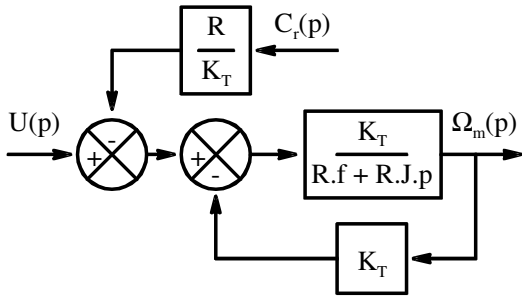 R
K_T
C_r(p)
U(p)
-
+
+
-
K_T
R.f + R.J.p
Ω_m(p)
K_T